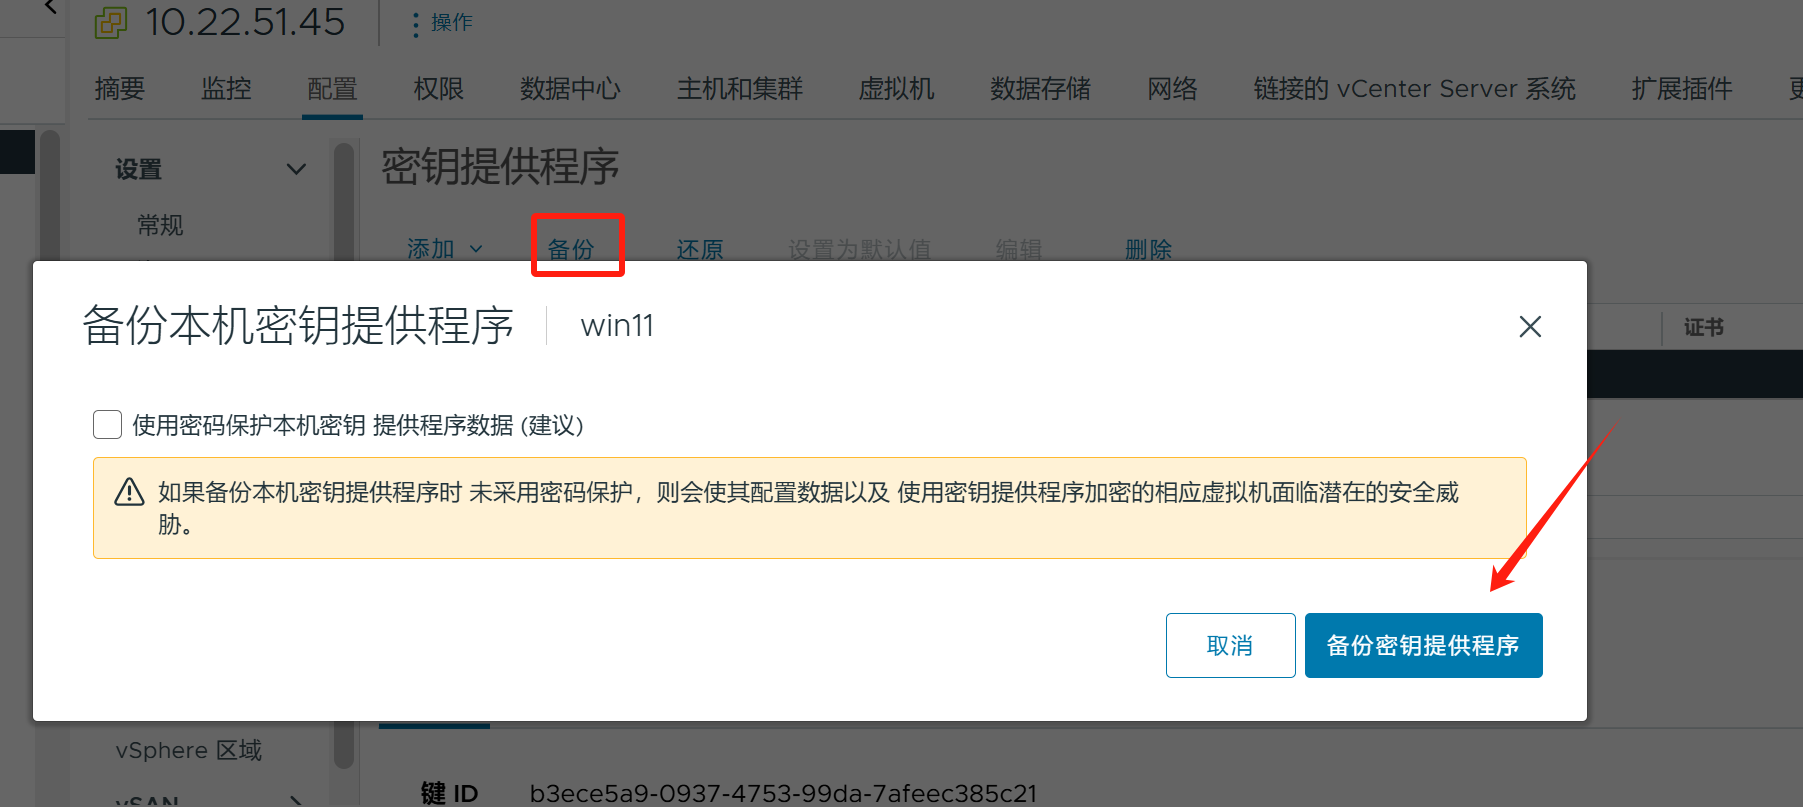 10.22.51.45
操作
摘要 监控 配置 权限 数据中心 主机和集群 虚拟机 数据存储 网络 链接的 vCenter Server 系统 扩展插件
设置
密钥提供程序
常规
添加 备份 还原 设置为默认值 编辑 删除
备份本机密钥提供程序 win11
证书
使用密码保护本机密钥 提供程序数据 (建议)
如果备份本机密钥提供程序时 未采用密码保护，则会使其配置数据以及 使用密钥提供程序加密的相应虚拟机面临潜在的安全威
胁。
取消 备份密钥提供程序
vSphere 区域
vSAN
键 ID b3ece5a9-0937-4753-99da-7afeec385c21